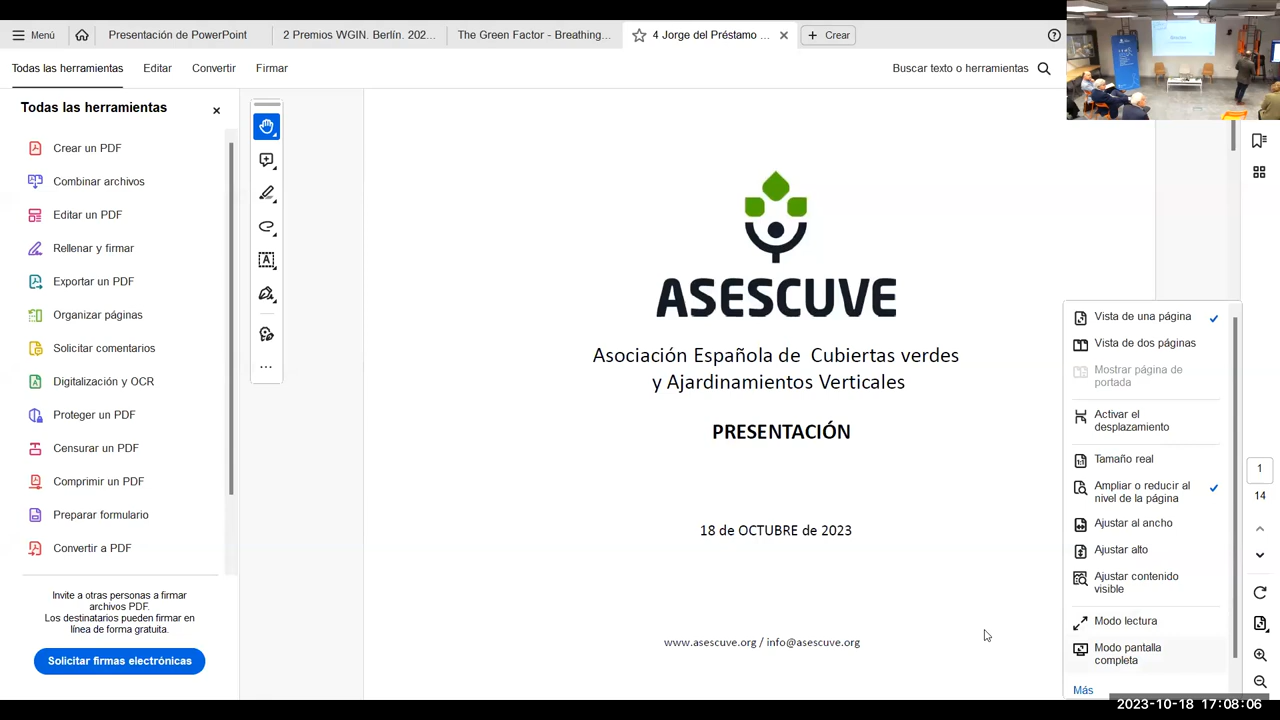 Menú
Presentación de PowerPoint
2 Premios WGIN. Berlín. 202...
The Green Factor - Breathing...
4 Jorge del Préstamo ...
Crear
Todas las herramientas
Editar
Convertir
Firmar
Buscar texto o herramientas
Todas las herramientas
Crear un PDF
Combinar archivos
Editar un PDF
Rellenar y firmar
Exportar un PDF
Organizar páginas
Solicitar comentarios
Digitalización y OCR
Proteger un PDF
Censurar un PDF
Comprimir un PDF
Preparar formulario
Convertir a PDF
Invite a otras personas a firmar
archivos PDF.
Los destinatarios pueden firmar en
línea de forma gratuita.
Solicitar firmas electrónicas
ASESCUVE
Asociación Española de Cubiertas verdes
y Ajardinamientos Verticales
PRESENTACIÓN
18 de OCTUBRE de 2023
www.asescuve.org / info@asescuve.org
Vista de una página
Vista de dos páginas
Mostrar página de
portada
Activar el
desplazamiento
Tamaño real
Ampliar o reducir al
nivel de la página
Ajustar al ancho
Ajustar alto
Ajustar contenido
visible
Modo lectura
Modo pantalla
completa
Más
1
14
2023-10-18 17:08:06